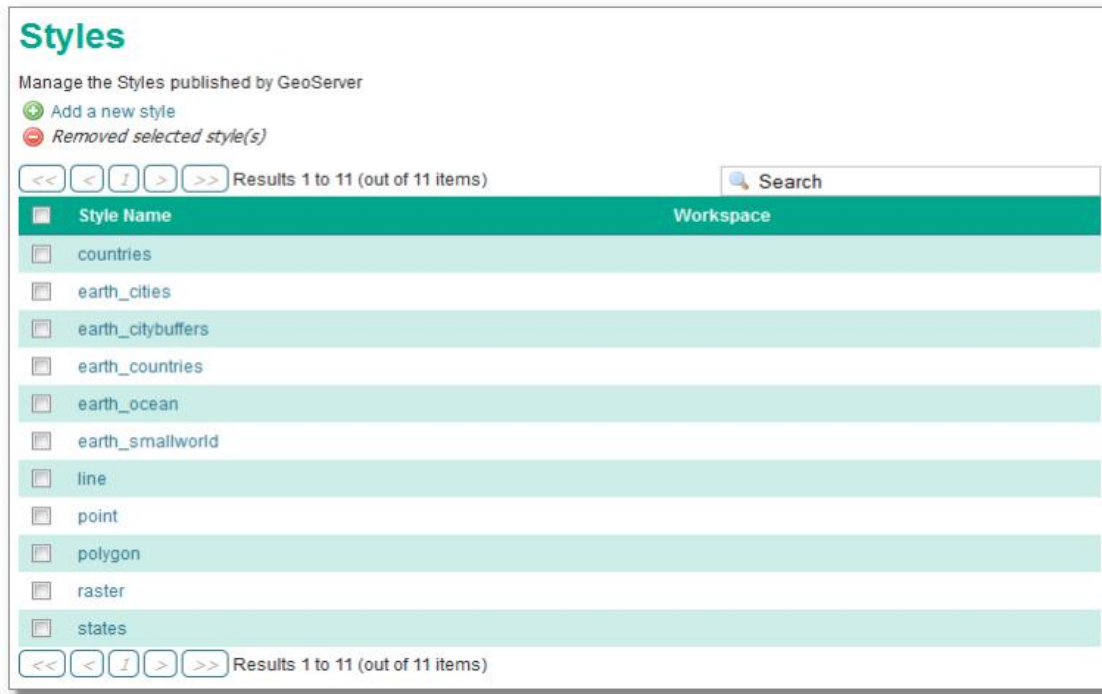 Styles
Manage the Styles published by GeoServer
Add a new style
Removed selected style(s)
<< < 1 > >> Results 1 to 11 (out of 11 items) Search
Style Name Workspace
countries
earth_cities
earth_citybuffers
earth_countries
earth_ocean
earth_smallworld
line
point
polygon
raster
states
<< < 1 > >> Results 1 to 11 (out of 11 items)